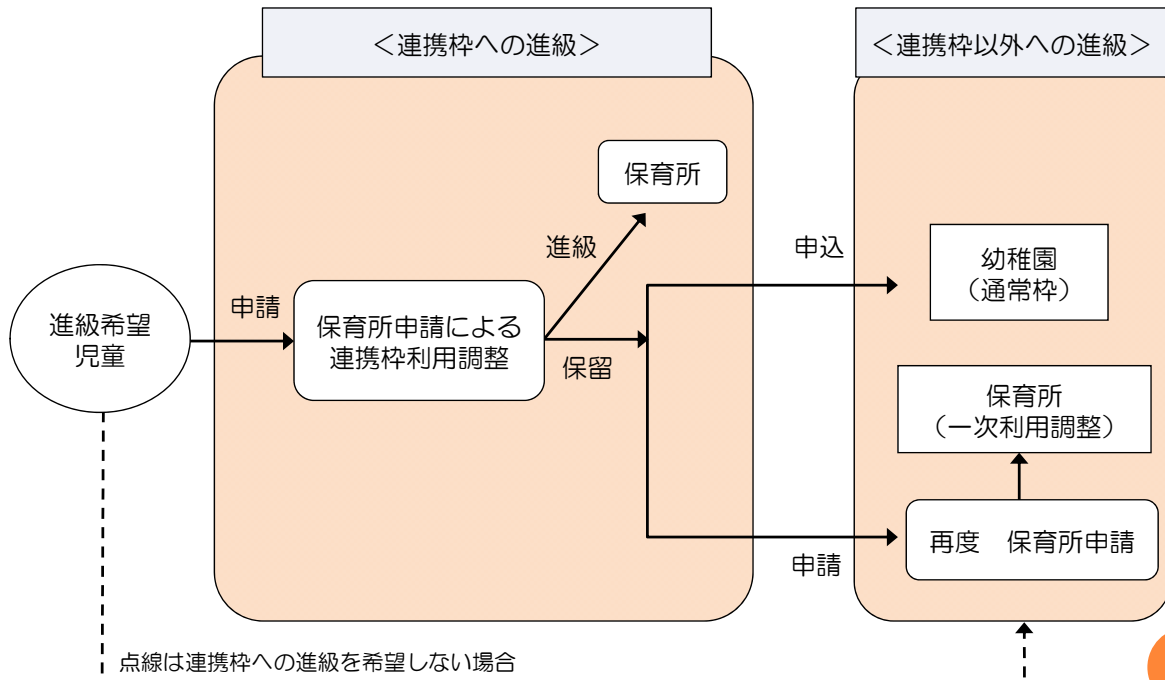 ＜連携枠への進級＞
＜連携枠以外への進級＞
保育所
進級
申込
幼稚園
（通常枠）
進級希望
児童
申請
保育所申請による
連携枠利用調整
保留
保育所
（一次利用調整）
申請
再度　保育所申請
点線は連携枠への進級を希望しない場合